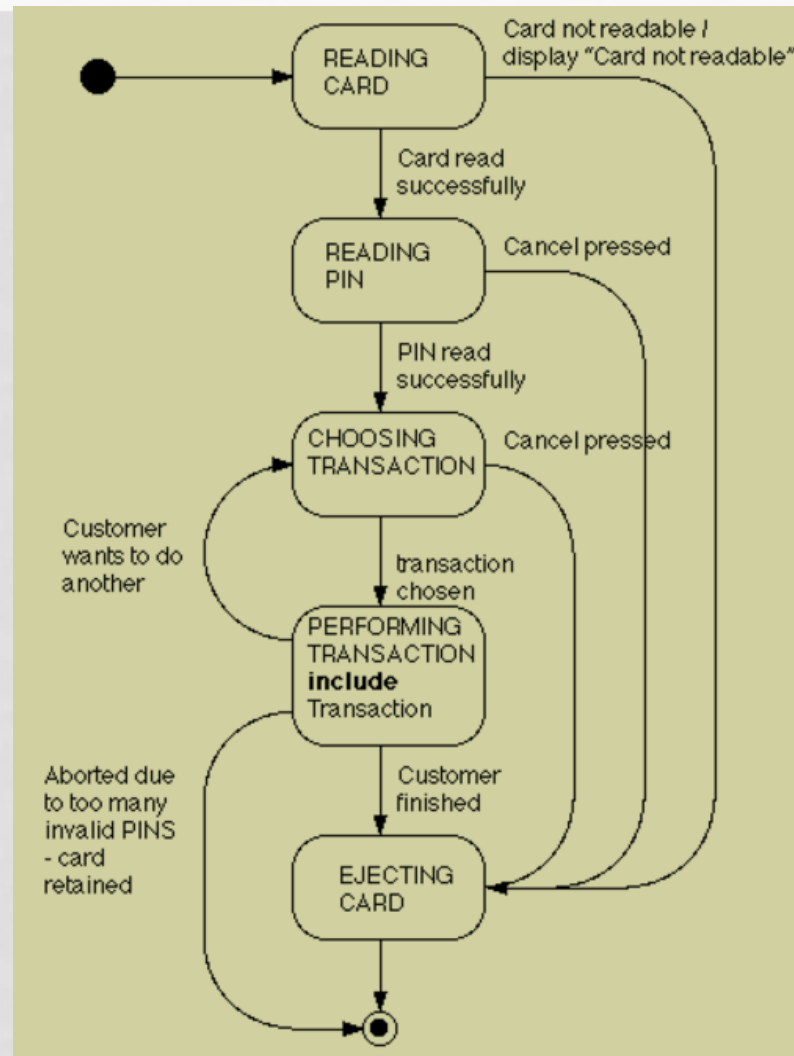 Card not readable /
display "Card not readable"
READING
CARD
Card read
successfully
READING
PIN
Cancel pressed
PIN read
successfully
CHOOSING
TRANSACTION
Cancel pressed
Customer
wants to do
another
transaction
chosen
PERFORMING
TRANSACTION
include
Transaction
Aborted due
to too many
invalid PINS
- card
retained
Customer
finished
EJECTING
CARD